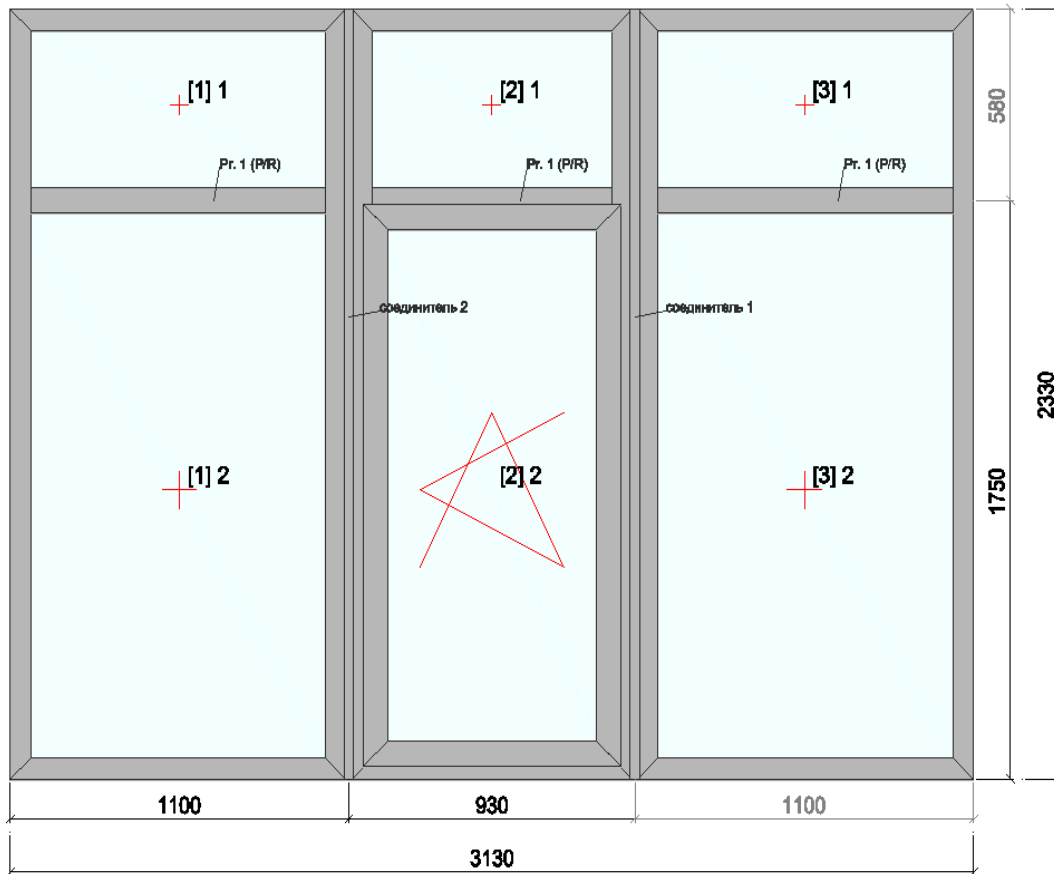 [1] 1
[2] 1
[3] 1
580
Pr. 1 (P/R)
Pr. 1 (P/R)
Pr. 1 (P/R)
соединитель 2
соединитель 1
2330
[1] 2
[2] 2
[3] 2
1750
1100
930
1100
3130